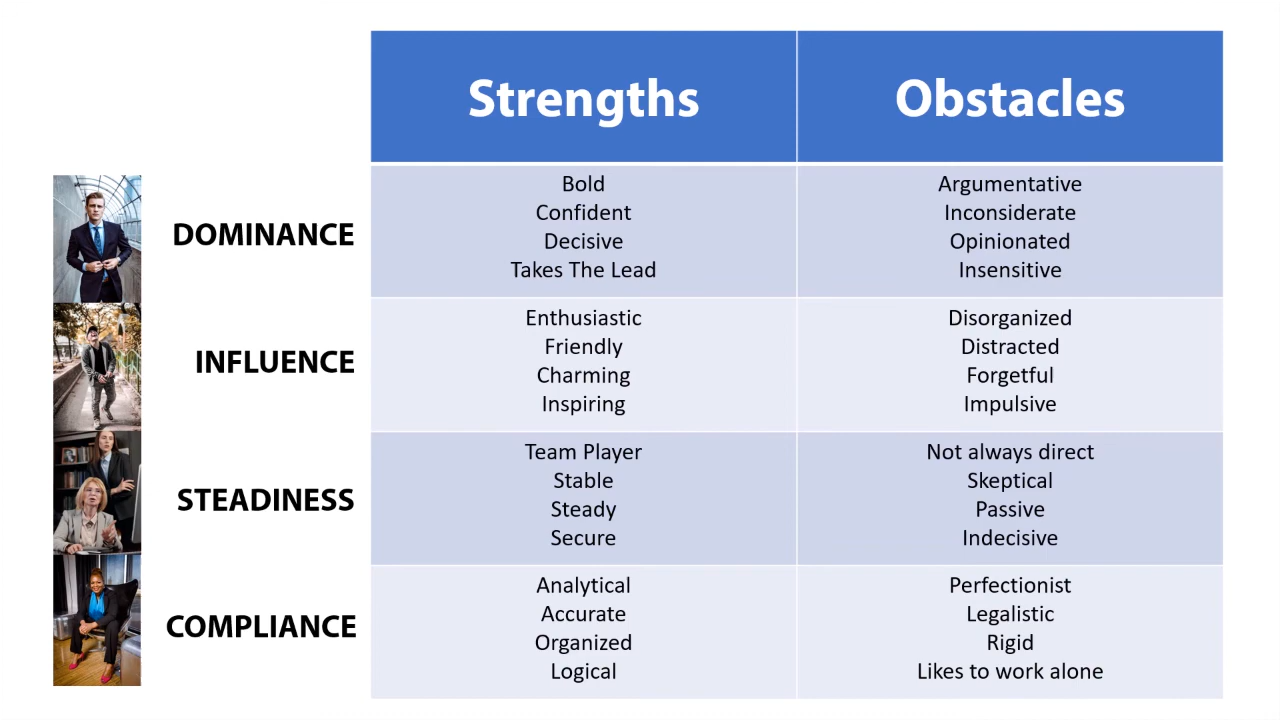 Strengths
Obstacles
DOMINANCE
Bold
Confident
Decisive
Takes The Lead
Argumentative
Inconsiderate
Opinionated
Insensitive
INFLUENCE
Enthusiastic
Friendly
Charming
Inspiring
Disorganized
Distracted
Forgetful
Impulsive
STEADINESS
Team Player
Stable
Steady
Secure
Not always direct
Skeptical
Passive
Indecisive
COMPLIANCE
Analytical
Accurate
Organized
Logical
Perfectionist
Legalistic
Rigid
Likes to work alone